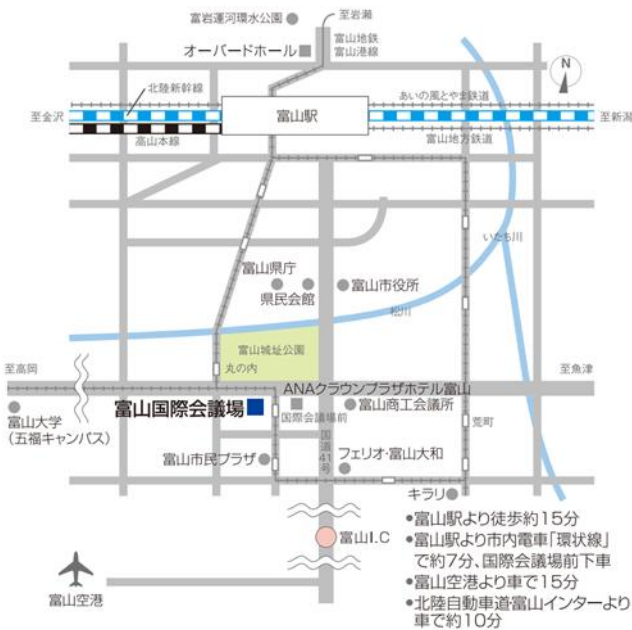 至岩瀬
富岩運河環水公園
富山地鉄
富山港線
オーバードホール
N
北陸新幹線
あいの風とやま鉄道
至金沢
富山駅
至新潟
高山本線
富山地方鉄道
いたち川
富山県庁
県民会館
富山市役所
松川
富山城址公園
至高岡
丸の内
至魚津
ANAクラウンプラザホテル富山
富山国際会議場
国際会議場前
富山商工会議所
富山大学
(五福キャンパス)
荒町
国道41号
富山市民プラザ
フェリオ・富山大和
キラリ
富山I.C
富山空港
•富山駅より徒歩約15分
•富山駅より市内電車「環状線」
で約7分、国際会議場前下車
•富山空港より車で15分
•北陸自動車道富山インターより
車で約10分